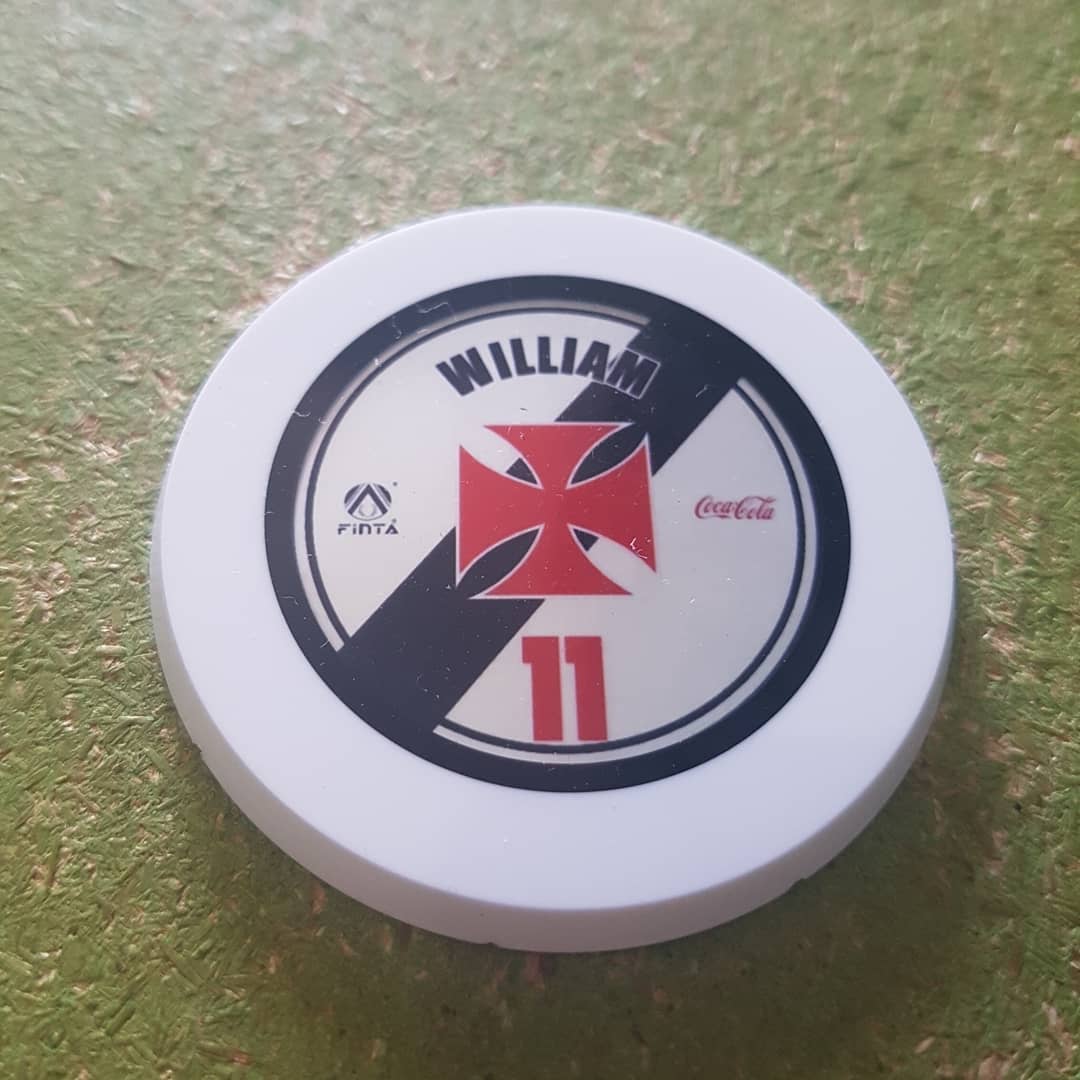 WILLIAM
FINTA
Coca-Cola
11